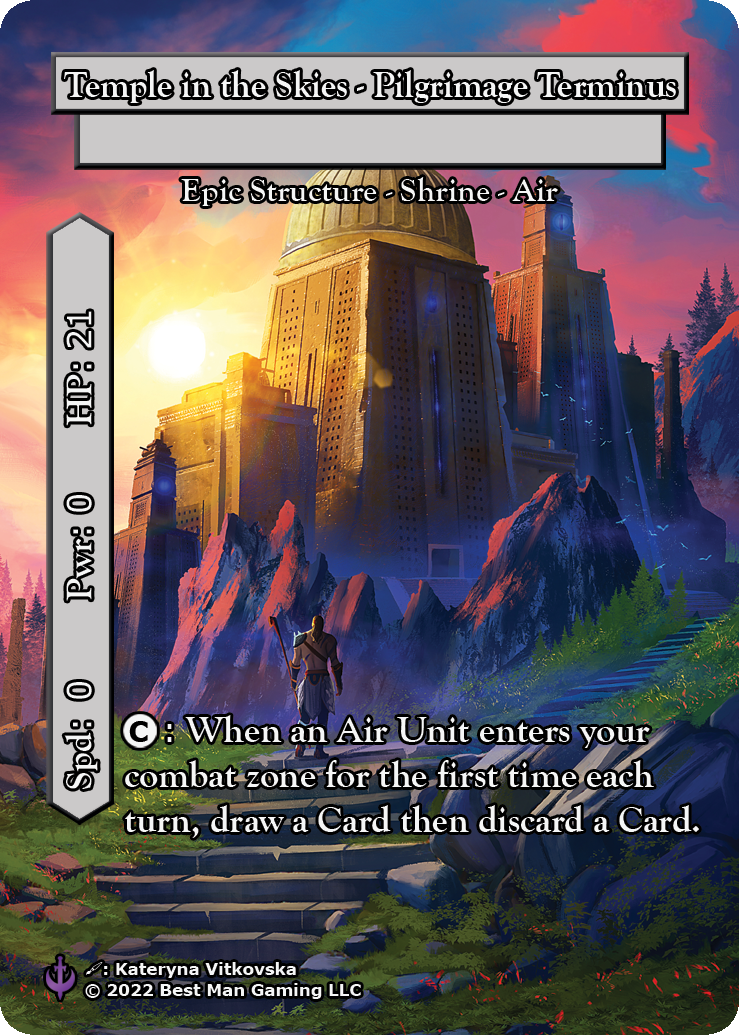 Temple in the Skies - Pilgrimage Terminus
Epic Structure - Shrine - Air
HP: 21
Pwr: 0
Spd: 0
C: When an Air Unit enters your
combat zone for the first time each
turn, draw a Card then discard a Card.
: Kateryna Vitkovska
© 2022 Best Man Gaming LLC